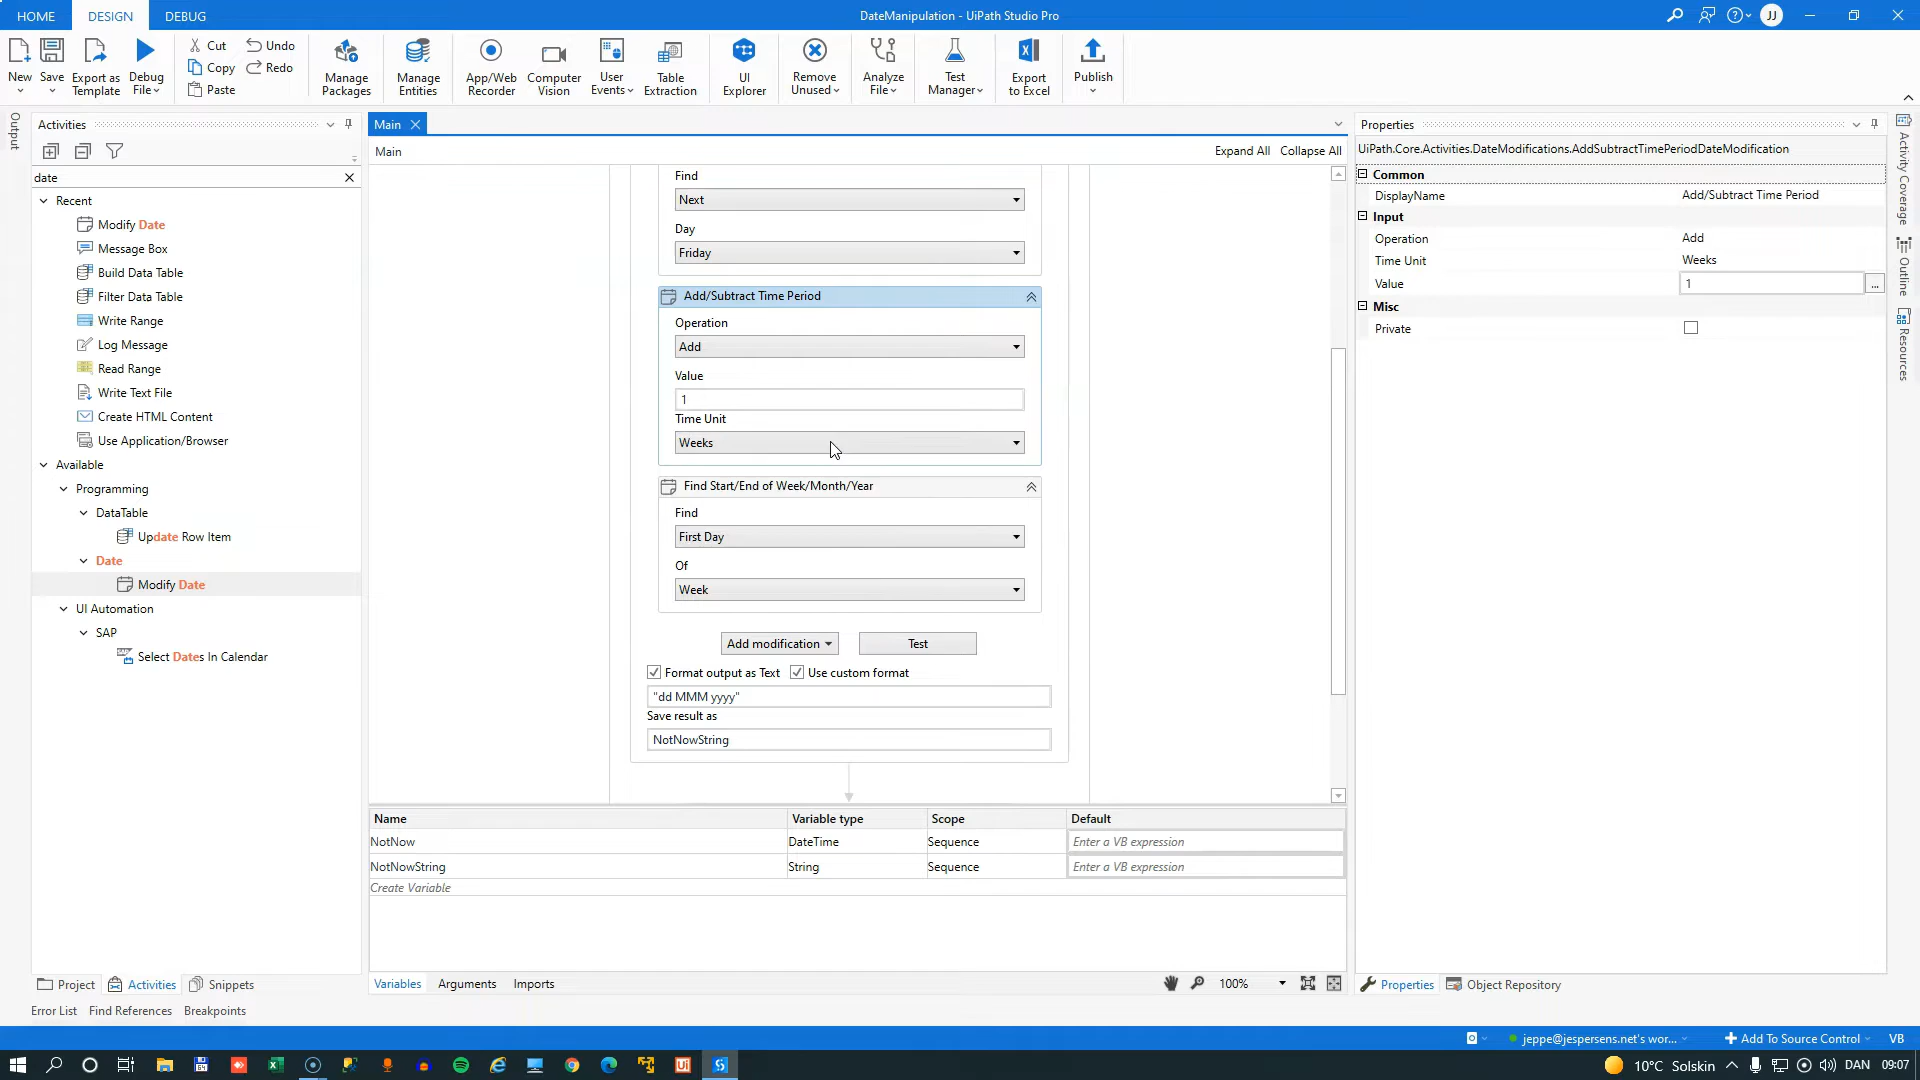 HOME
DESIGN
DEBUG
DateManipulation - UiPath Studio Pro
JJ
New
Save
Export as Template
Debug File
Cut
Copy
Paste
Undo
Redo
Manage Packages
Manage Entities
App/Web Recorder
Computer Vision
User Events
Table Extraction
UI Explorer
Remove Unused
Analyze File
Test Manager
Export to Excel
Publish
Output
Activities
date
Recent
Modify Date
Message Box
Build Data Table
Filter Data Table
Write Range
Log Message
Read Range
Write Text File
Create HTML Content
Use Application/Browser
Available
Programming
DataTable
Update Row Item
Date
Modify Date
UI Automation
SAP
Select Dates In Calendar
Project
Activities
Snippets
Main
Main
Expand All
Collapse All
Find
Next
Day
Friday
Add/Subtract Time Period
Operation
Add
Value
1
Time Unit
Weeks
Find Start/End of Week/Month/Year
Find
First Day
Of
Week
Add modification
Test
Format output as Text
Use custom format
"dd MMM yyyy"
Save result as
NotNowString
Name
Variable type
Scope
Default
NotNow
DateTime
Sequence
Enter a VB expression
NotNowString
String
Sequence
Enter a VB expression
Create Variable
Variables
Arguments
Imports
100%
Properties
UiPath.Core.Activities.DateModifications.AddSubtractTimePeriodDateModification
Common
DisplayName
Add/Subtract Time Period
Input
Operation
Add
Time Unit
Weeks
Value
1
...
Misc
Private
Properties
Object Repository
Activity Coverage
Outline
Resources
Error List
Find References
Breakpoints
jeppe@jespersens.net's wor...
Add To Source Control
VB
10°C Solskin
DAN
09:07